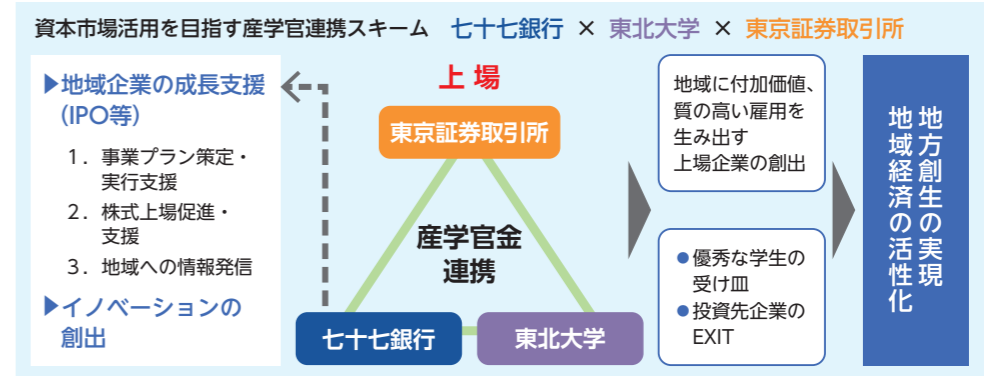 資本市場活用を目指す産学官連携スキーム 七十七銀行 × 東北大学 × 東京証券取引所
▶地域企業の成長支援
(IPO等)
1. 事業プラン策定・
実行支援
2. 株式上場促進・
支援
3. 地域への情報発信
▶イノベーションの
創出
上場
東京証券取引所
産学官金
連携
七十七銀行
東北大学
地域に付加価値、
質の高い雇用を
生み出す
上場企業の創出
●優秀な学生の
受け皿
●投資先企業の
EXIT
地方創生の実現
地域経済の活性化